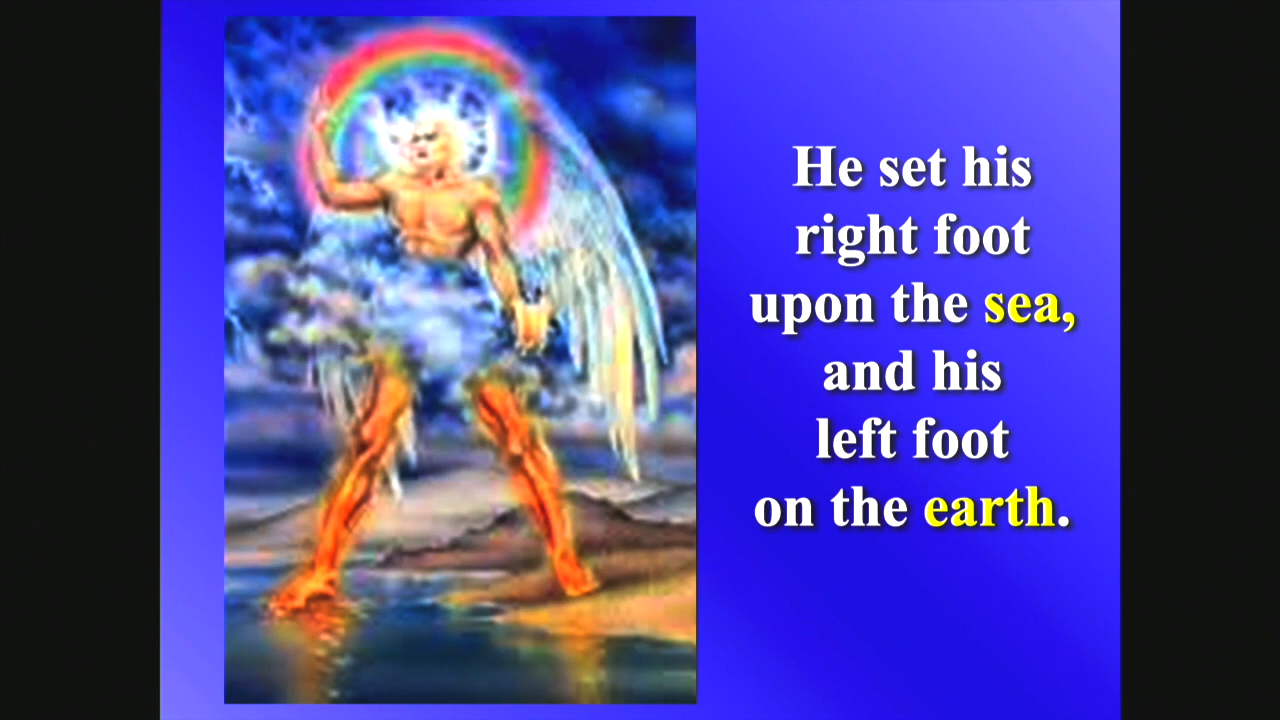 He set his
right foot
upon the sea,
and his
left foot
on the earth.